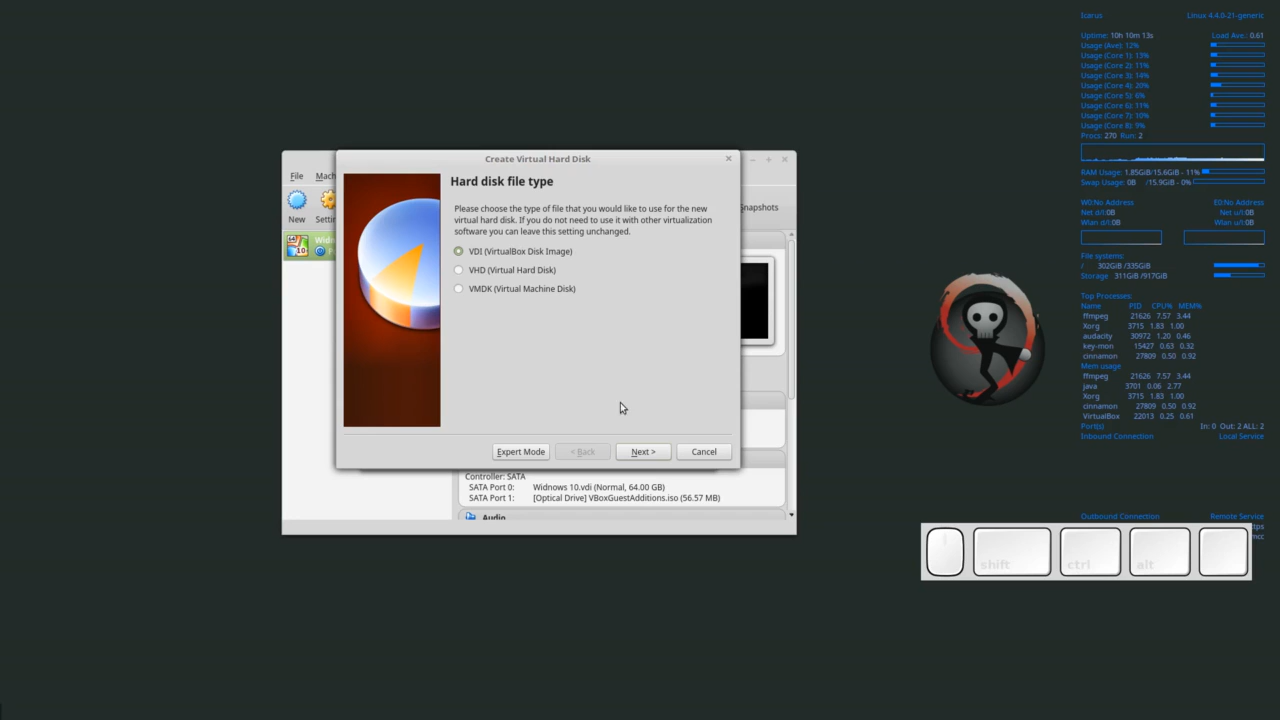 Icarus Linux 4.4.0-21-generic
Uptime: 10h 10m 13s Load Ave.: 0.61
Usage (Ave): 12%
Usage (Core 1): 13%
Usage (Core 2): 11%
Usage (Core 3): 14%
Usage (Core 4): 20%
Usage (Core 5): 6%
Usage (Core 6): 11%
Usage (Core 7): 10%
Usage (Core 8): 9%
Procs: 270 Run: 2
RAM Usage: 1.85GiB/15.6GiB - 11%
Swap Usage: 0B /15.9GiB - 0%
W0:No Address E0:No Address
Net d/l:0B Net u/l:0B
Wlan d/l:0B Wlan u/l:0B
File systems:
/ 302GiB /335GiB
Storage 311GiB /917GiB
Top Processes:
Name PID CPU% MEM%
ffmpeg 21626 7.57 3.44
Xorg 3715 1.83 1.00
audacity 30972 1.20 0.46
key-mon 15427 0.63 0.32
cinnamon 27809 0.50 0.92
Mem usage
ffmpeg 21626 7.57 3.44
java 3701 0.06 2.77
Xorg 3715 1.83 1.00
cinnamon 27809 0.50 0.92
VirtualBox 22013 0.25 0.61
Port(s) In: 0 Out: 2 ALL: 2
Inbound Connection Local Service
Outbound Connection Remote Service
tps
mcc
Create Virtual Hard Disk
File Mach
New Settin
Snapshots
Hard disk file type
Please choose the type of file that you would like to use for the new
virtual hard disk. If you do not need to use it with other virtualization
software you can leave this setting unchanged.
VDI (VirtualBox Disk Image)
VHD (Virtual Hard Disk)
VMDK (Virtual Machine Disk)
Expert Mode < Back Next > Cancel
Controller: SATA
SATA Port 0: Widnows 10.vdi (Normal, 64.00 GB)
SATA Port 1: [Optical Drive] VBoxGuestAdditions.iso (56.57 MB)
Audio
64
10
Widn
shift ctrl alt